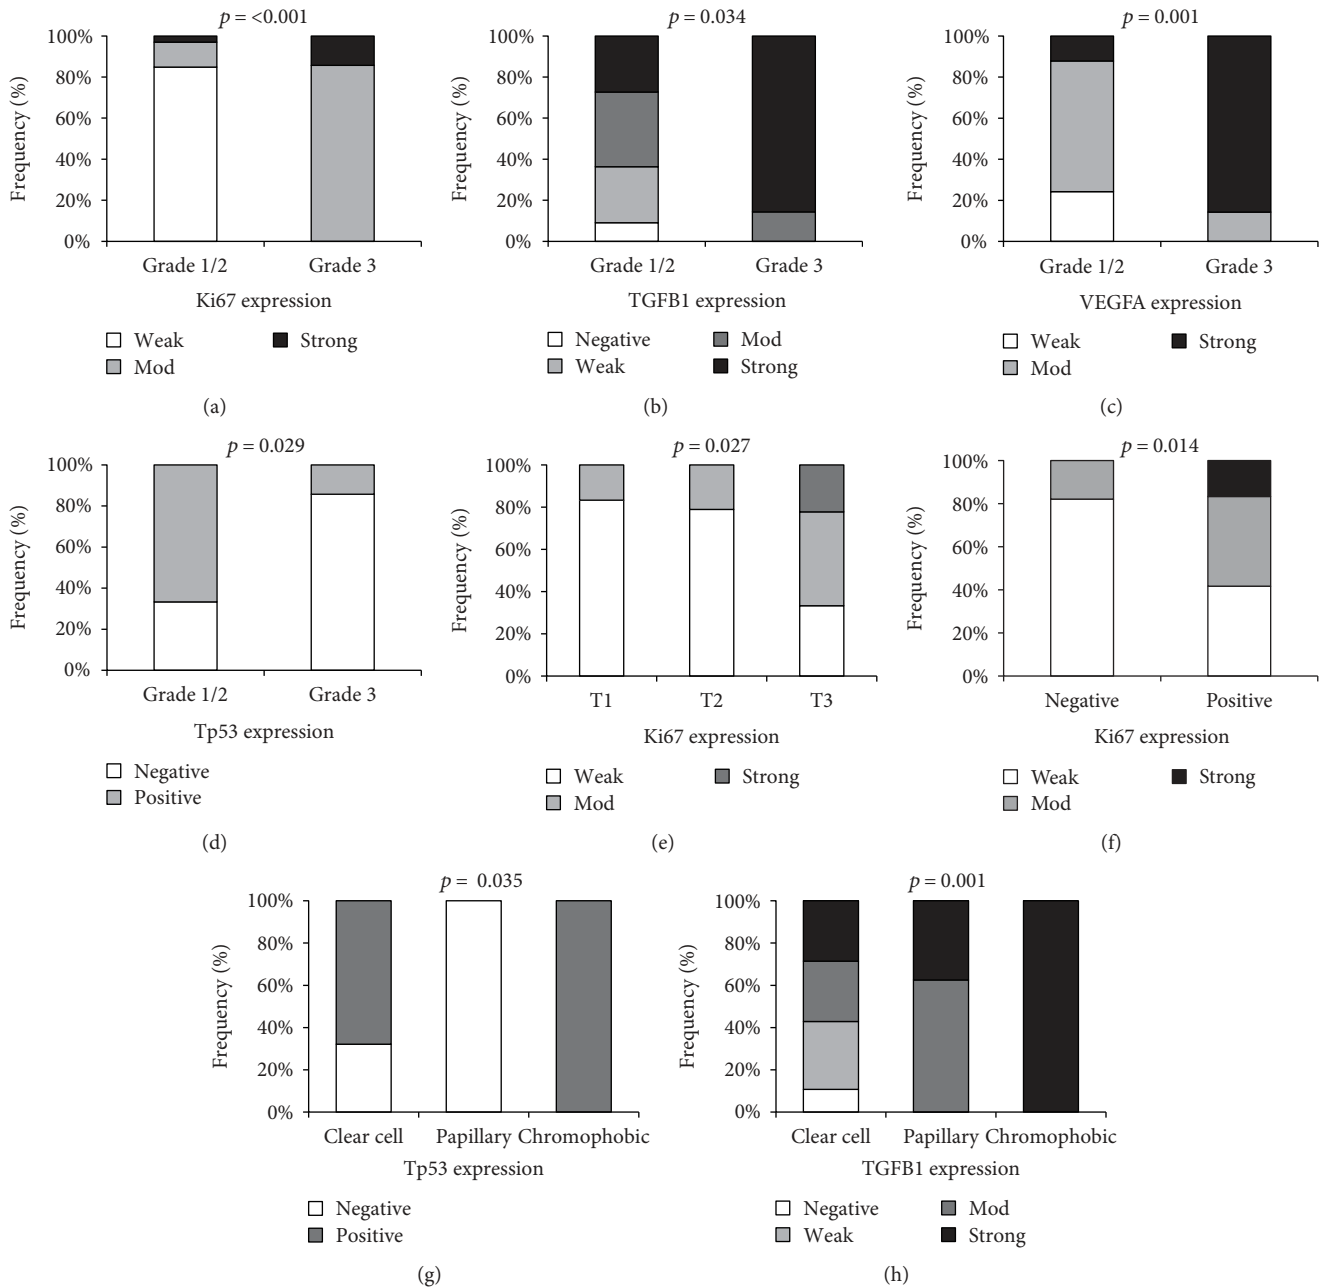 p = <0.001
100%
80%
60%
40%
20%
0%
Frequency (%)
Grade 1/2 Grade 3
Ki67 expression
Weak Strong
Mod
(a)
p = 0.034
100%
80%
60%
40%
20%
0%
Frequency (%)
Grade 1/2 Grade 3
TGFB1 expression
Negative Mod
Weak Strong
(b)
p = 0.001
100%
80%
60%
40%
20%
0%
Frequency (%)
Grade 1/2 Grade 3
VEGFA expression
Weak Strong
Mod
(c)
p = 0.029
100%
80%
60%
40%
20%
0%
Frequency (%)
Grade 1/2 Grade 3
Tp53 expression
Negative
Positive
(d)
p = 0.027
100%
80%
60%
40%
20%
0%
Frequency (%)
T1 T2 T3
Ki67 expression
Weak Strong
Mod
(e)
p = 0.014
100%
80%
60%
40%
20%
0%
Frequency (%)
Negative Positive
Ki67 expression
Weak Strong
Mod
(f)
p = 0.035
100%
80%
60%
40%
20%
0%
Frequency (%)
Clear cell Papillary Chromophobic
Tp53 expression
Negative
Positive
(g)
p = 0.001
100%
80%
60%
40%
20%
0%
Frequency (%)
Clear cell Papillary Chromophobic
TGFB1 expression
Negative Mod
Weak Strong
(h)